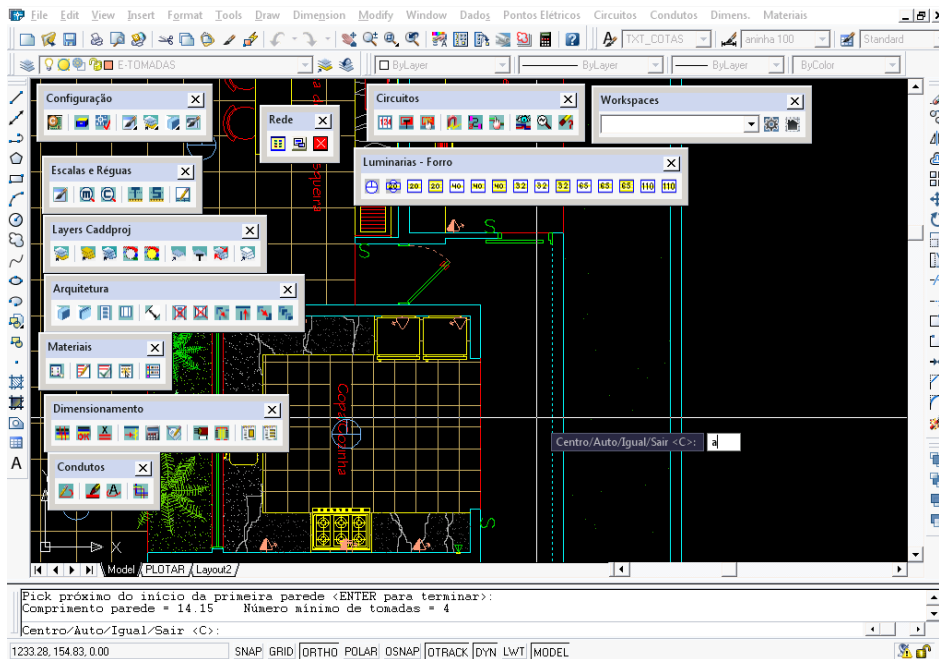 File Edit View Insert Format Tools Draw Dimension Modify Window Dados Pontos Elétricos Circuitos Condutos Dimens. Materiais
TXT_COTAS aninha 100 Standard
E-TOMADAS ByLayer ByLayer ByLayer ByColor
Configuração
Circuitos
Workspaces
Rede
Luminarias - Forro
20 20 20 40 40 40 32 32 32 65 65 65 110 110
Escalas e Réguas
Layers Caddproj
Arquitetura
Materiais
Dimensionamento
Condutos
S
S
S
X
Centro/Auto/Igual/Sair <C>: a
Model PLOTAR Layout2
Pick próximo do início da primeira parede <ENTER para terminar>:
Comprimento parede = 14.15 Número mínimo de tomadas = 4
Centro/Auto/Igual/Sair <C>:
1233.28, 154.83, 0.00 SNAP GRID ORTHO POLAR OSNAP OTRACK DYN LWT MODEL